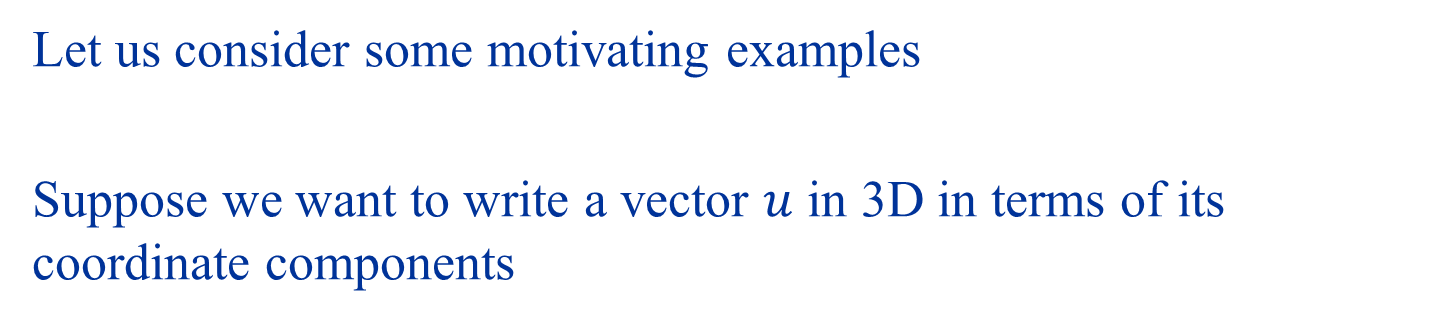 Let us consider some motivating examples
Suppose we want to write a vector 𝑢 in 3D in terms of its
coordinate components